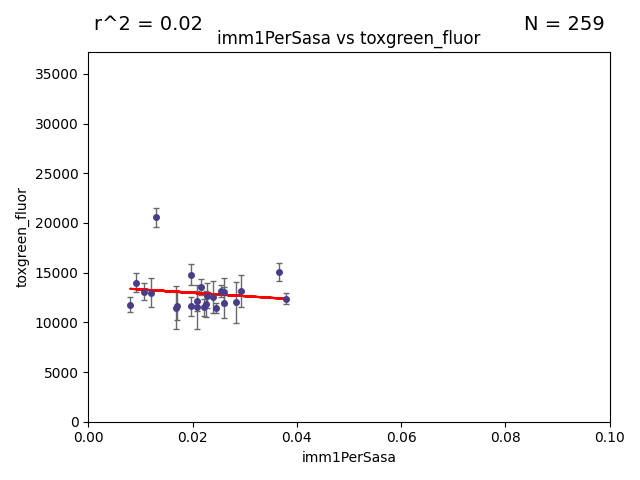 r^2 = 0.02
N = 259
imm1PerSasa vs toxgreen_fluor
35000
30000
25000
20000
15000
10000
5000
0
toxgreen_fluor
0.00
0.02
0.04
0.06
0.08
0.10
imm1PerSasa